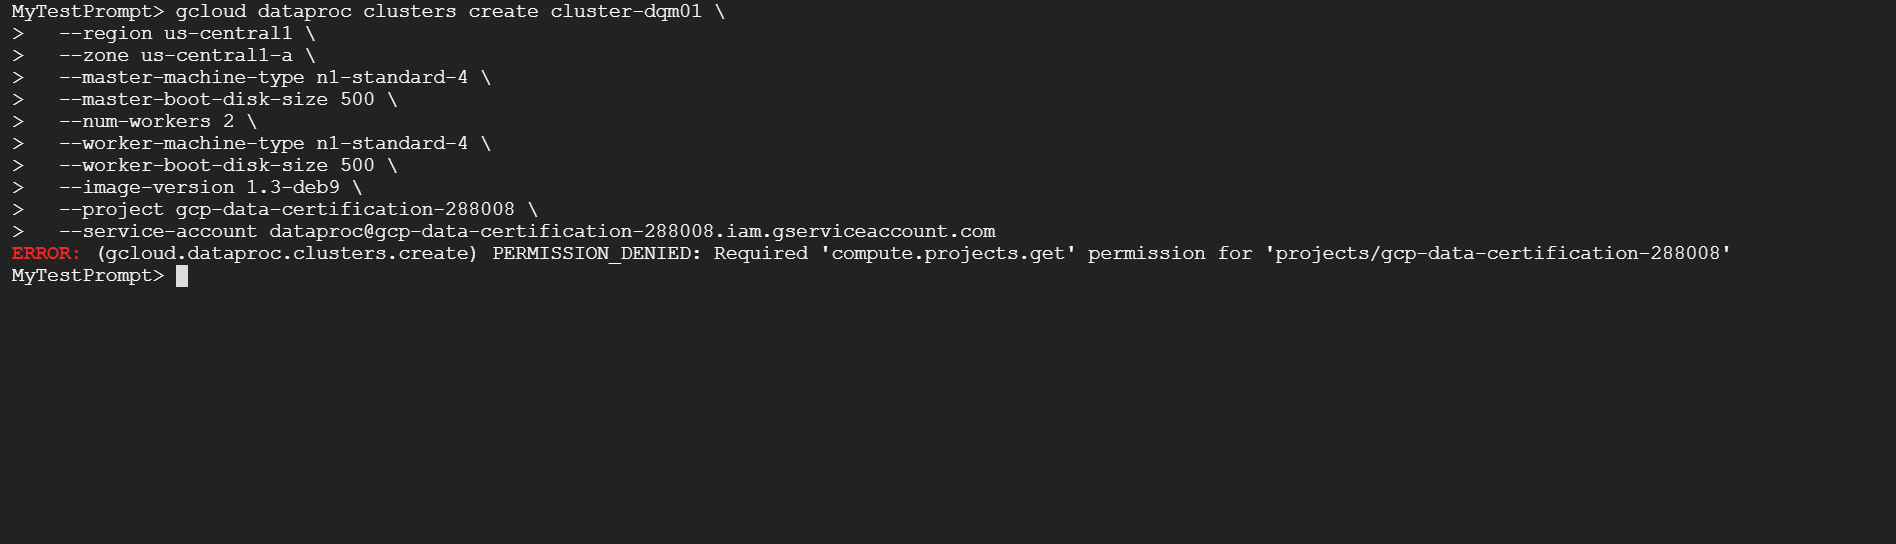 MyTestPrompt> gcloud dataproc clusters create cluster-dqm01 \
>   --region us-central1 \
>   --zone us-central1-a \
>   --master-machine-type n1-standard-4 \
>   --master-boot-disk-size 500 \
>   --num-workers 2 \
>   --worker-machine-type n1-standard-4 \
>   --worker-boot-disk-size 500 \
>   --image-version 1.3-deb9 \
>   --project gcp-data-certification-288008 \
>   --service-account dataproc@gcp-data-certification-288008.iam.gserviceaccount.com
ERROR: (gcloud.dataproc.clusters.create) PERMISSION_DENIED: Required 'compute.projects.get' permission for 'projects/gcp-data-certification-288008'
MyTestPrompt>